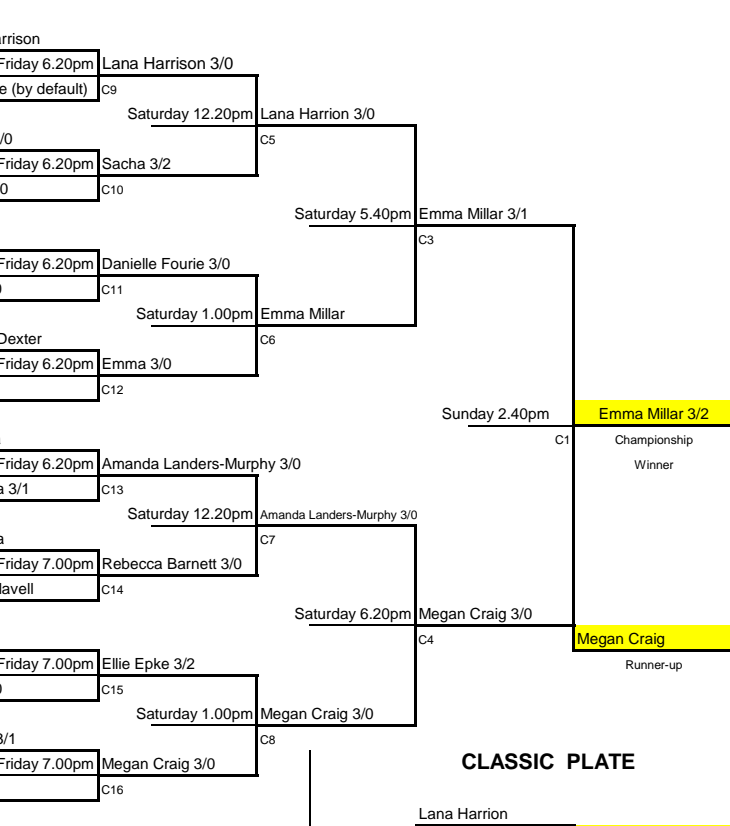 rrison
Friday 6.20pm Lana Harrison 3/0
e (by default) C9
Saturday 12.20pm Lana Harrion 3/0
/0 C5
Friday 6.20pm Sacha 3/2
0 C10
Saturday 5.40pm Emma Millar 3/1
C3
Friday 6.20pm Danielle Fourie 3/0
C11
Saturday 1.00pm Emma Millar
Dexter C6
Friday 6.20pm Emma 3/0
C12
Sunday 2.40pm Emma Millar 3/2
C1 Championship
Friday 6.20pm Amanda Landers-Murphy 3/0 Winner
a 3/1 C13
Saturday 12.20pm Amanda Landers-Murphy 3/0
a C7
Friday 7.00pm Rebecca Barnett 3/0
lavell C14
Saturday 6.20pm Megan Craig 3/0
C4 Megan Craig
Friday 7.00pm Ellie Epke 3/2 Runner-up
C15
Saturday 1.00pm Megan Craig 3/0
3/1 C8
Friday 7.00pm Megan Craig 3/0 CLASSIC PLATE
C16
Lana Harrion